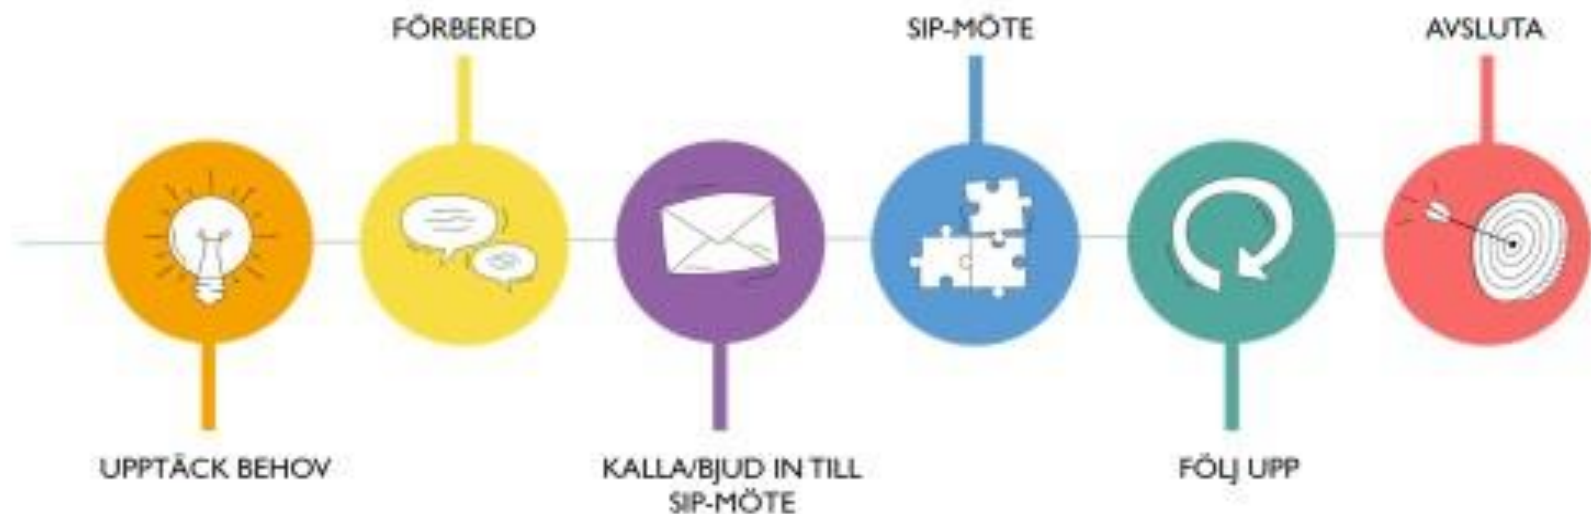 UPPTÄCK BEHOV
FÖRBERED
KALLA/BJUD IN TILL
SIP-MÖTE
SIP-MÖTE
FÖLJ UPP
AVSLUTA